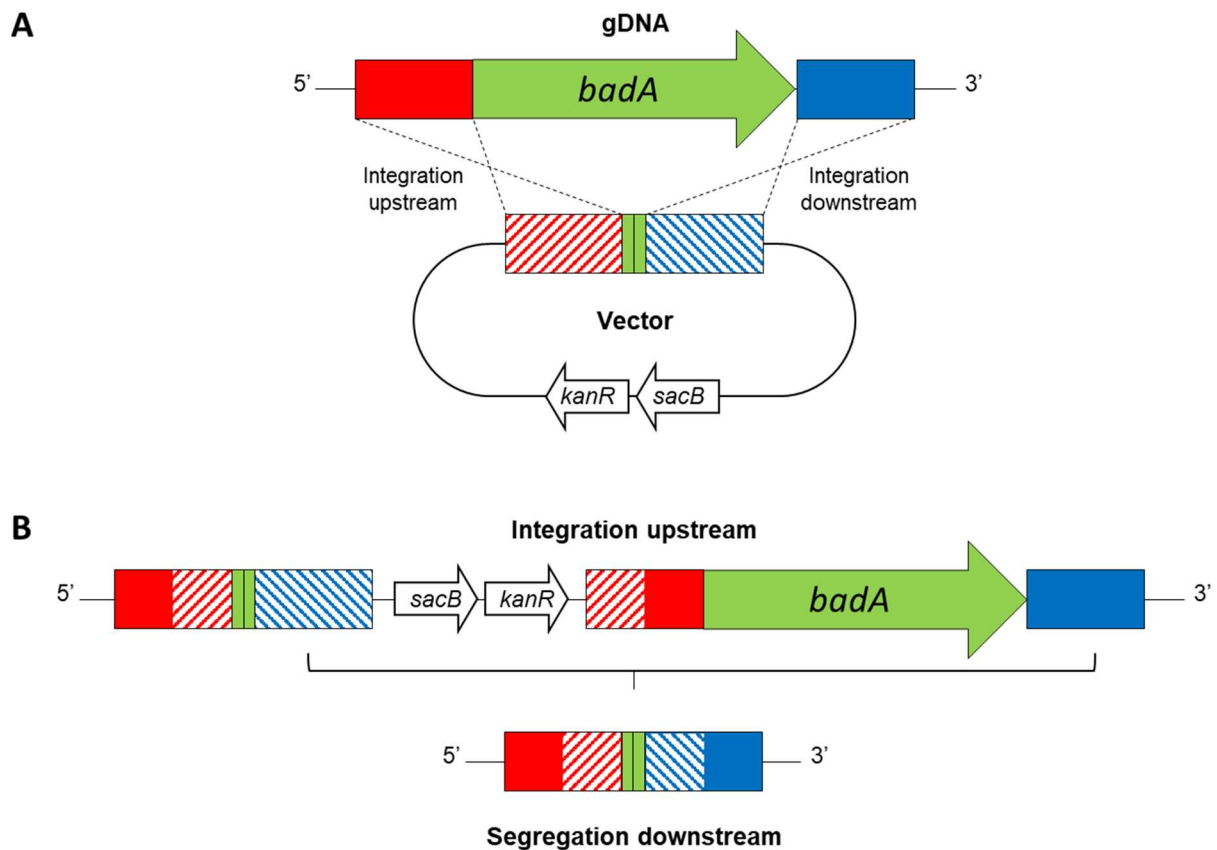 A
gDNA
5’
badA
3’
Integration
upstream
Integration
downstream
Vector
kanR
sacB
B
Integration upstream
5’
sacB
kanR
badA
3’
5’
3’
Segregation downstream